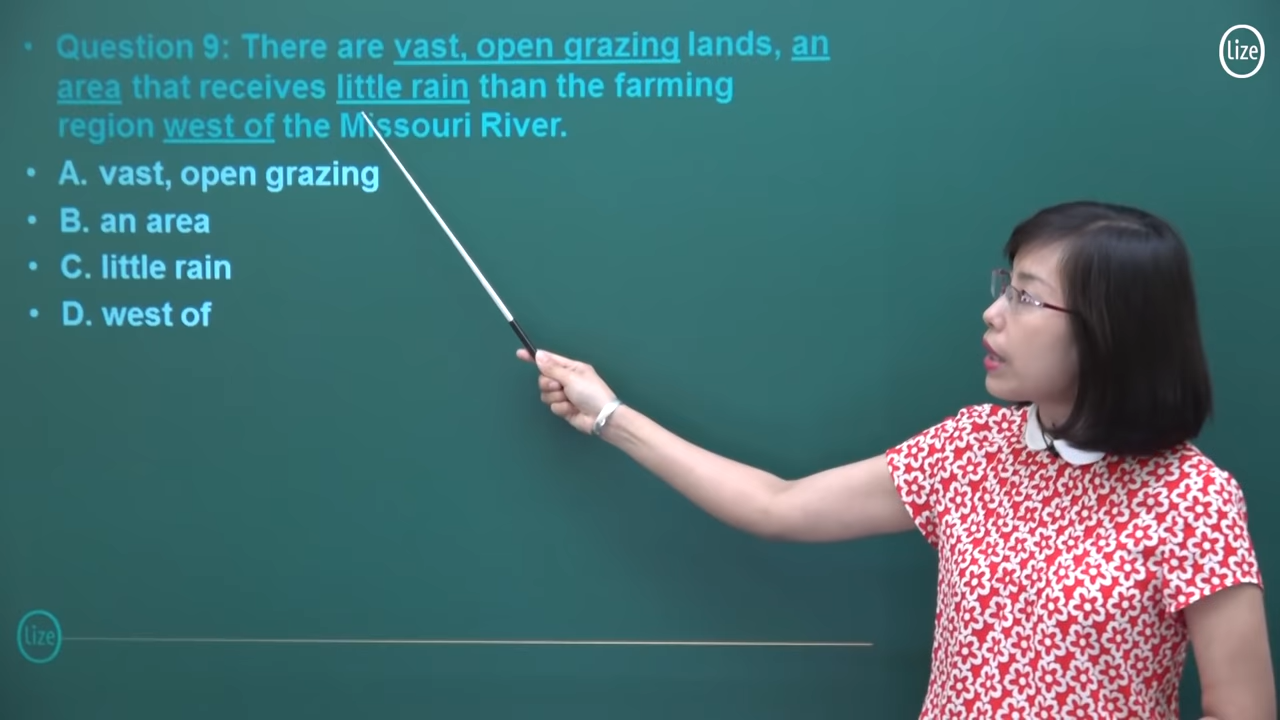 lize
• Question 9: There are vast, open grazing lands, an
area that receives little rain than the farming
region west of the Missouri River.
• A. vast, open grazing
• B. an area
• C. little rain
• D. west of
lize